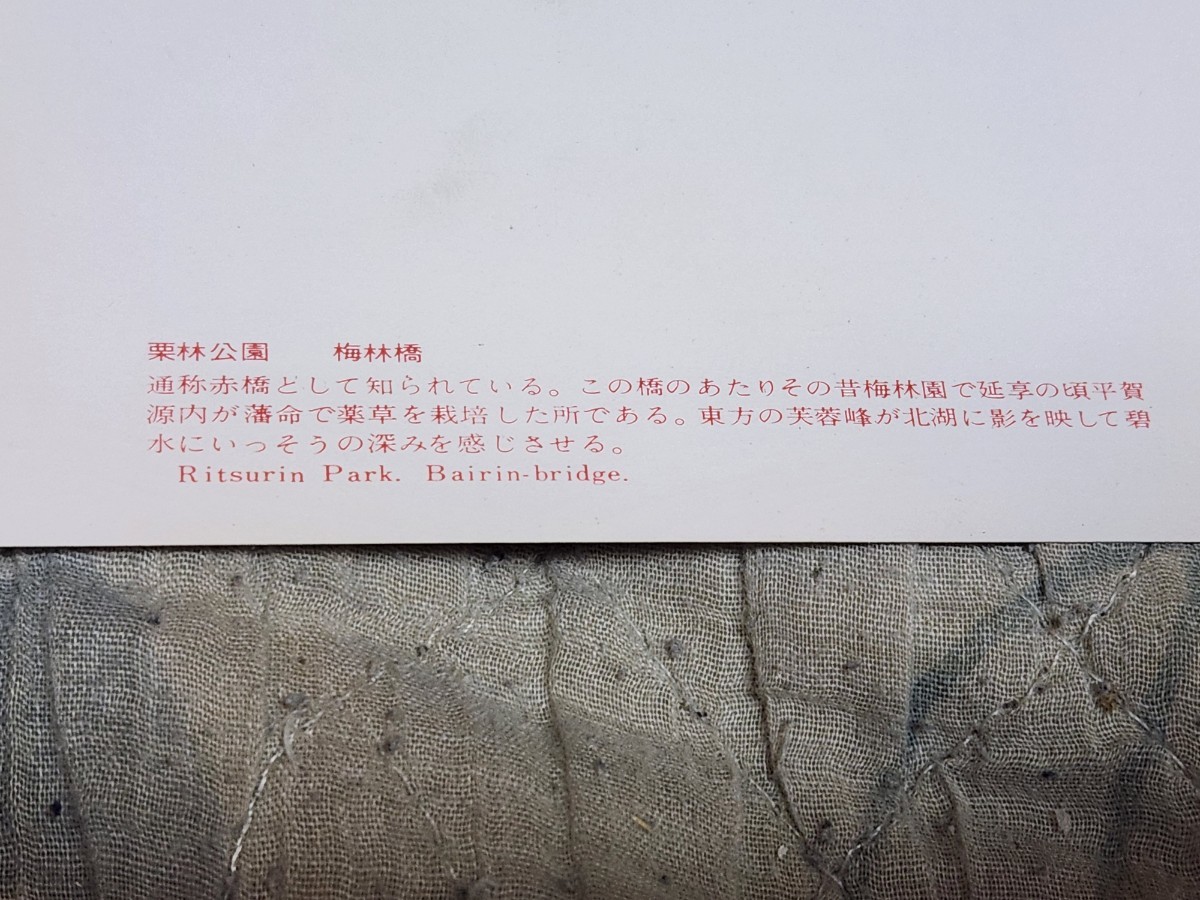 栗林公園　　梅林橋
通称赤橋として知られている。この橋のあたりその昔梅林園で延享の頃平賀
源内が藩命で薬草を栽培した所である。東方の芙蓉峰が北湖に影を映して碧
水にいっそうの深みを感じさせる。
Ritsurin Park. Bairin-bridge.